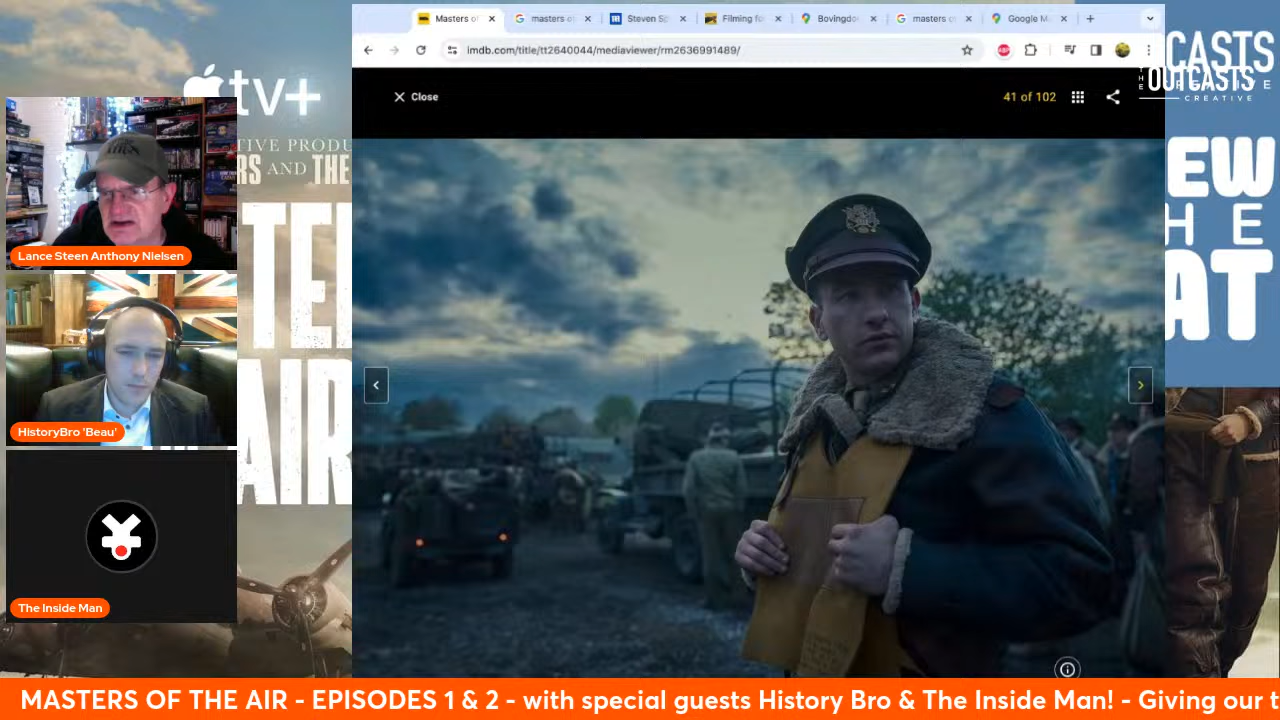 Masters of
masters o
Steven Sp
Filming fo
Bovingdo
masters o
Google M
imdb.com/title/tt2640044/mediaviewer/rm2636991489/
Close
41 of 102
tv+
TIVE PRODU
RS AND THE
TER
AIR
CASTS
THE OUTCASTS
CREATIVE
EW
HE
AT
Lance Steen Anthony Nielsen
HistoryBro 'Beau'
The Inside Man
MASTERS OF THE AIR - EPISODES 1 & 2 - with special guests History Bro & The Inside Man! - Giving our t